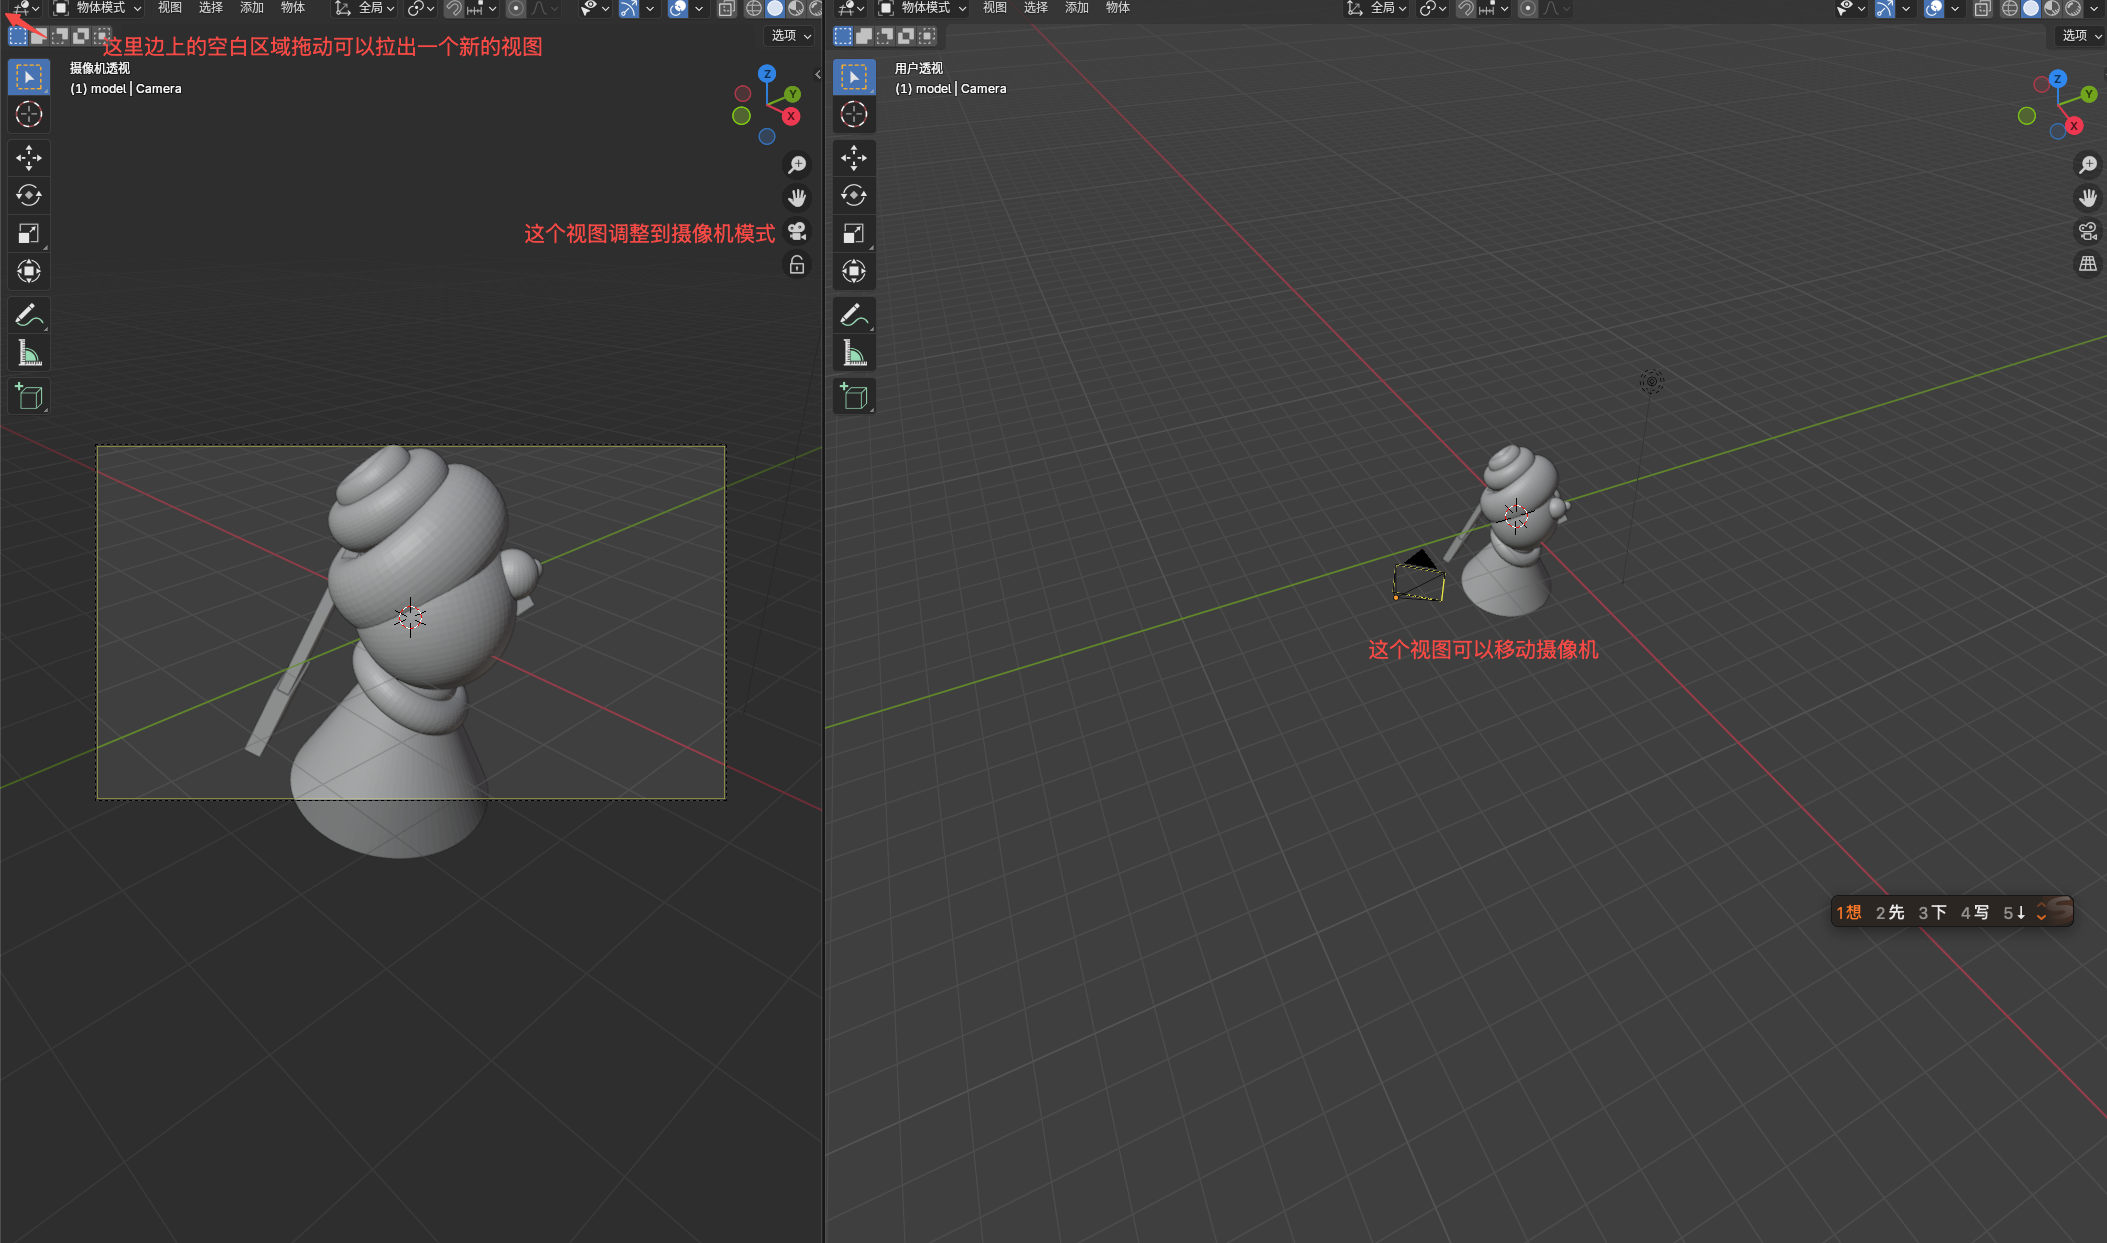 物体模式 视图 选择 添加 物体 全局
物体模式 视图 选择 添加 物体 全局
这里边上的空白区域拖动可以拉出一个新的视图
选项
选项
摄像机透视
(1) model | Camera
用户透视
(1) model | Camera
Z
Y
X
Z
Y
X
这个视图调整到摄像机模式
这个视图可以移动摄像机
1想 2先 3下 4写 5↓